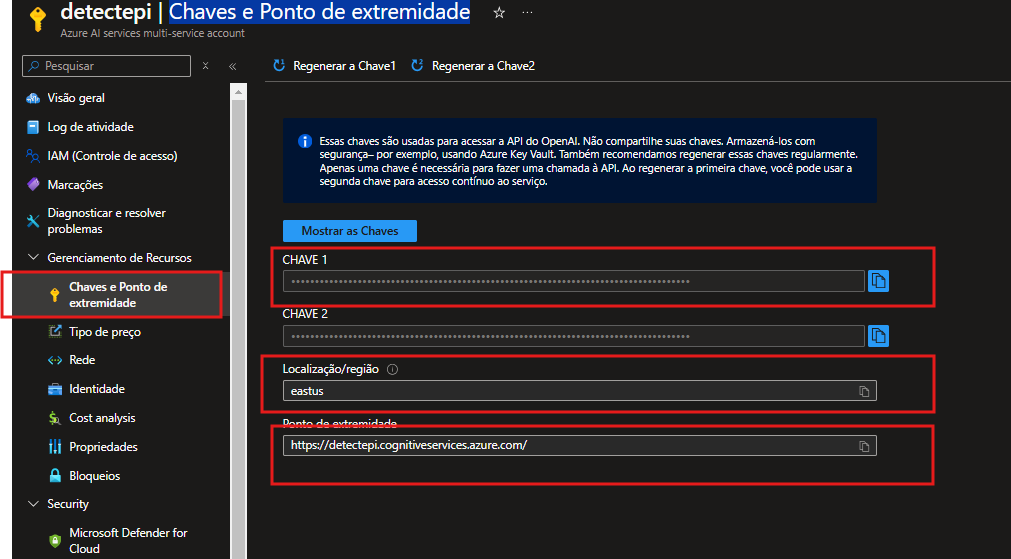 detectepi | Chaves e Ponto de extremidade
Azure AI services multi-service account
Pesquisar
Regenerar a Chave1
Regenerar a Chave2
Visão geral
Log de atividade
IAM (Controle de acesso)
Marcações
Diagnosticar e resolver
problemas
Gerenciamento de Recursos
Chaves e Ponto de
extremidade
Tipo de preço
Rede
Identidade
Cost analysis
Propriedades
Bloqueios
Security
Microsoft Defender for
Cloud
Essas chaves são usadas para acessar a API do OpenAI. Não compartilhe suas chaves. Armazená-los com
segurança– por exemplo, usando Azure Key Vault. Também recomendamos regenerar essas chaves regularmente.
Apenas uma chave é necessária para fazer uma chamada à API. Ao regenerar a primeira chave, você pode usar a
segunda chave para acesso contínuo ao serviço.
Mostrar as Chaves
CHAVE 1
CHAVE 2
Localização/região
eastus
Ponto de extremidade
https://detectepi.cognitiveservices.azure.com/